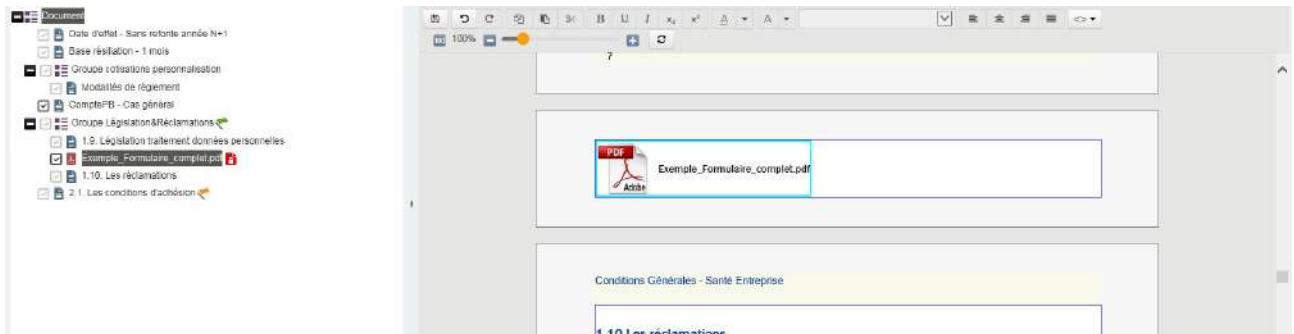 Document
Date d'effet - Sans refonte année N+1
Base résiliation - 1 mois
Groupe cotisations personnalisation
Modalités de règlement
ComptePB - Cas général
Groupe Législation&Réclamations
1.9. Législation traitement données personnelles
Exemple_Formulaire_complet.pdf
1.10. Les réclamations
2.1. Les conditions d'adhésion
B U I x₂ x² A A
100%
7
PDF
Adobe
Exemple_Formulaire_complet.pdf
Conditions Générales - Santé Entreprise
1.10 Les réclamations